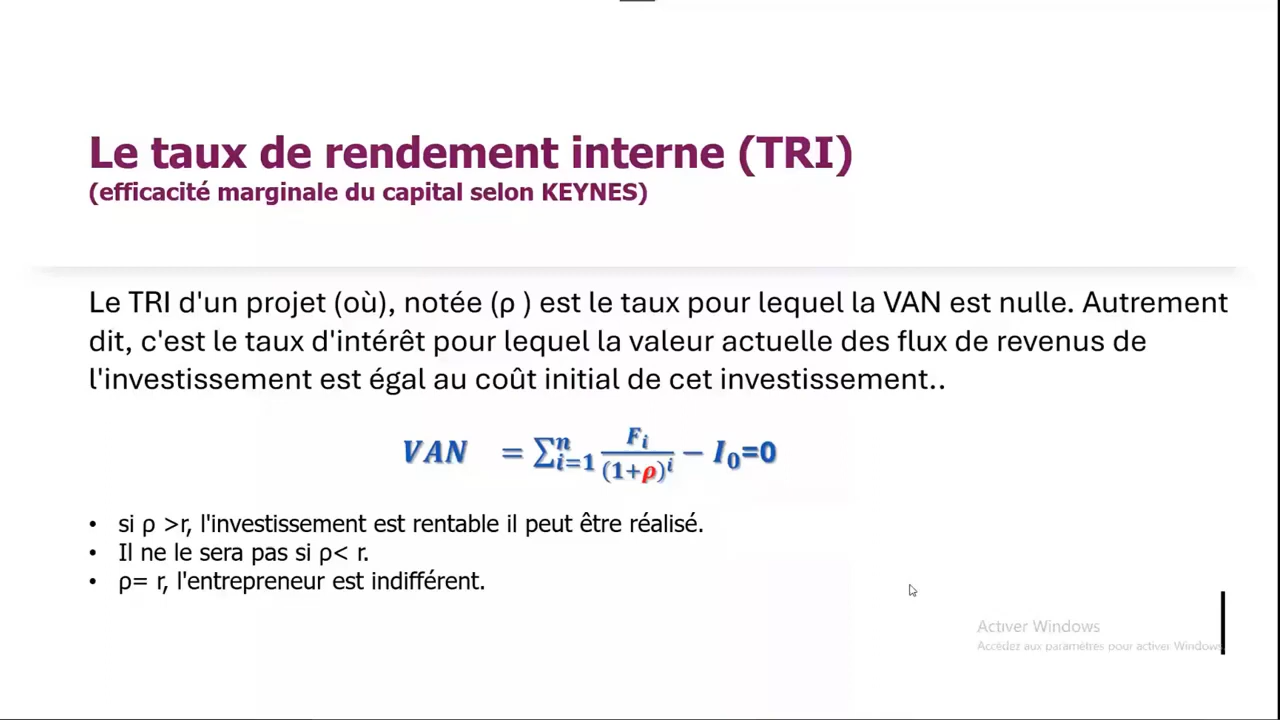 Le taux de rendement interne (TRI)
(efficacité marginale du capital selon KEYNES)
Le TRI d'un projet (où), notée (ρ ) est le taux pour lequel la VAN est nulle. Autrement
dit, c'est le taux d'intérêt pour lequel la valeur actuelle des flux de revenus de
l'investissement est égal au coût initial de cet investissement..
VAN = ∑ⁿᵢ₌₁ Fᵢ/(1+ρ)ⁱ − I₀=0
• si ρ >r, l'investissement est rentable il peut être réalisé.
• Il ne le sera pas si ρ< r.
• ρ= r, l'entrepreneur est indifférent.
Activer Windows
Accédez aux paramètres pour activer Windows.